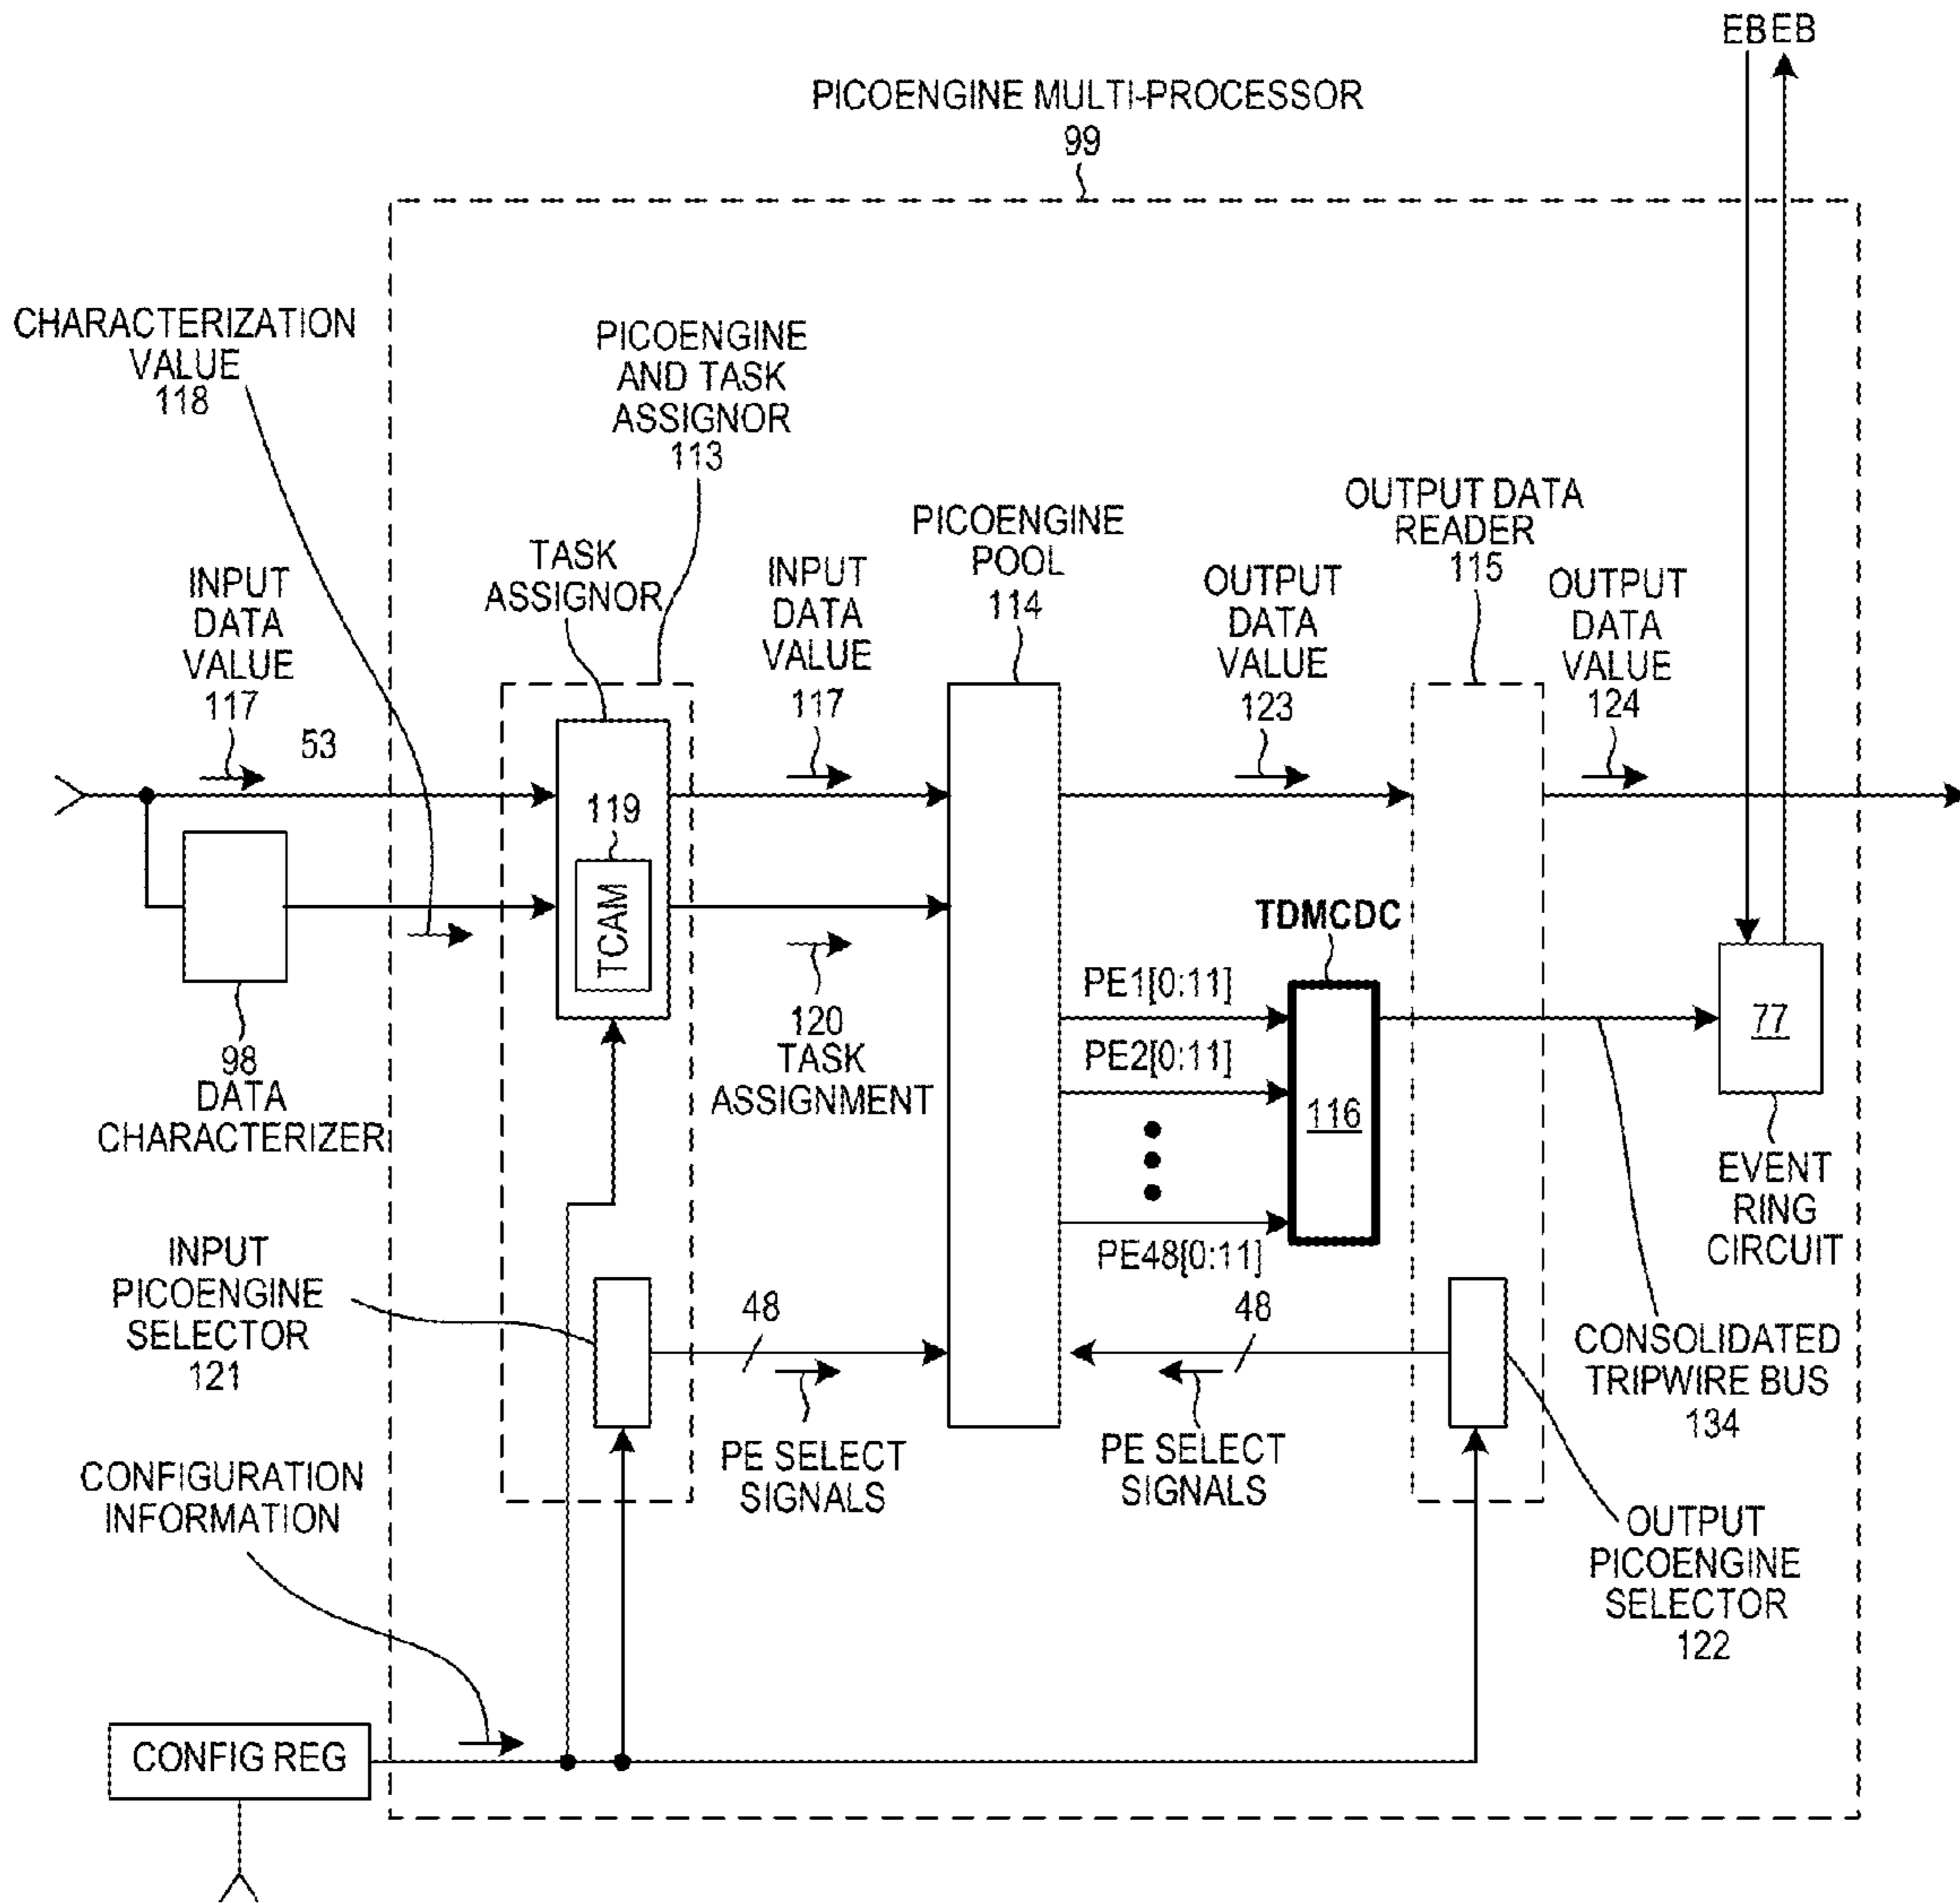 EB EB
PICOENGINE MULTI-PROCESSOR
99
CHARACTERIZATION
VALUE
118
PICOENGINE
AND TASK
ASSIGNOR
113
OUTPUT DATA
READER
115
PICOENGINE
POOL
114
TASK
ASSIGNOR
INPUT
DATA
VALUE
117
INPUT
DATA
VALUE
117
OUTPUT
DATA
VALUE
123
OUTPUT
DATA
VALUE
124
53
119
TCAM
TDMCDC
98
DATA
CHARACTERIZER
120
TASK
ASSIGNMENT
PE1[0:11]
PE2[0:11]
PE48[0:11]
116
77
EVENT
RING
CIRCUIT
INPUT
PICOENGINE
SELECTOR
121
48
48
PE SELECT
SIGNALS
PE SELECT
SIGNALS
CONSOLIDATED
TRIPWIRE BUS
134
CONFIGURATION
INFORMATION
OUTPUT
PICOENGINE
SELECTOR
122
CONFIG REG